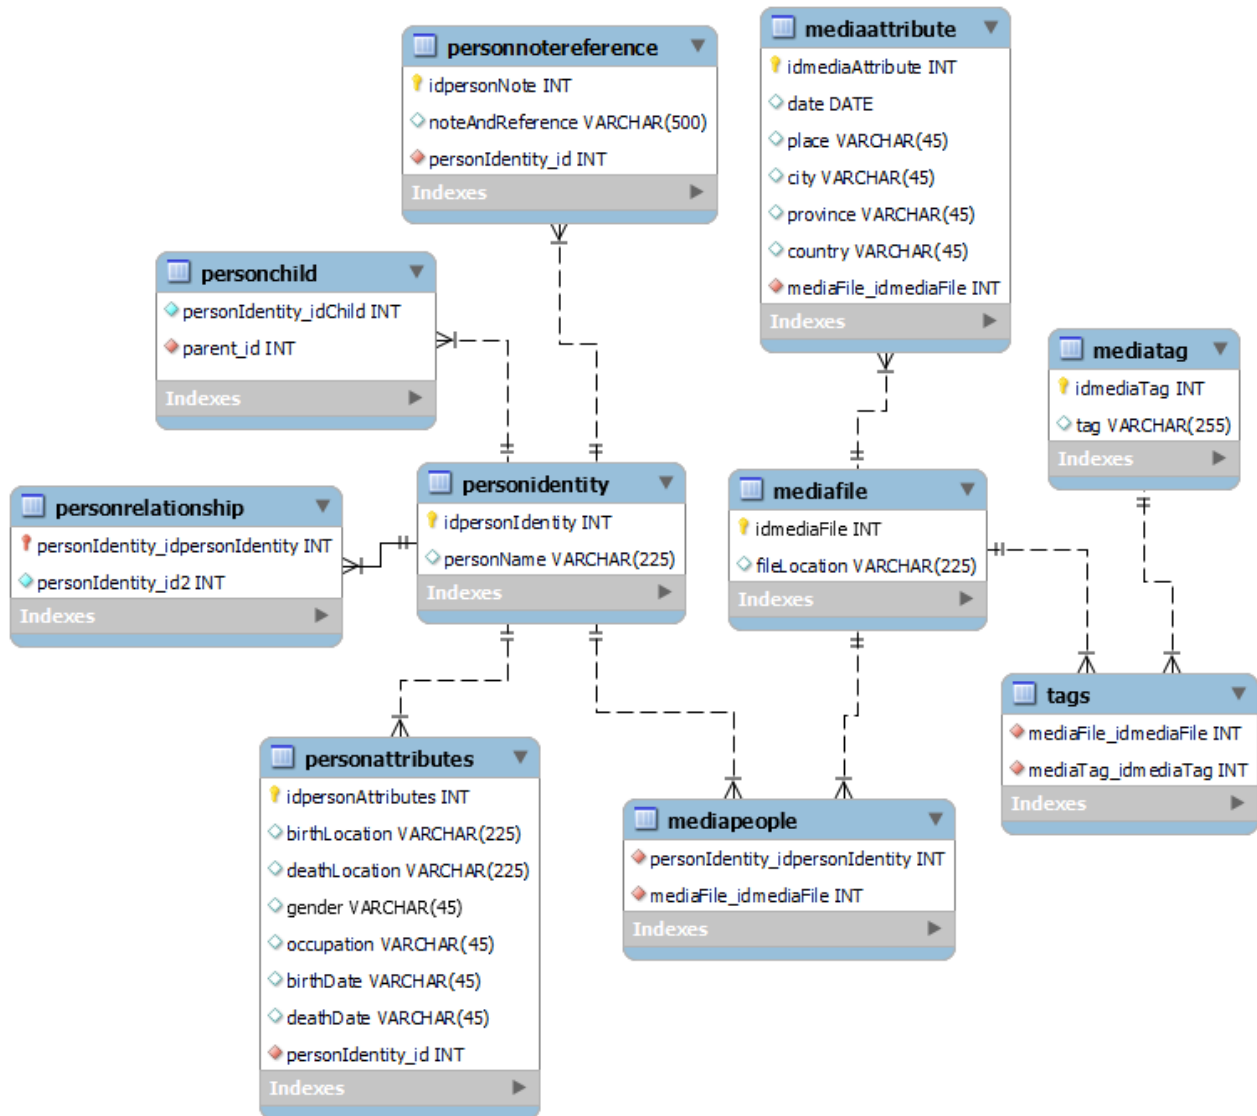 personnotereference
idpersonNote INT
noteAndReference VARCHAR(500)
personIdentity_id INT
Indexes
mediaattribute
idmediaAttribute INT
date DATE
place VARCHAR(45)
city VARCHAR(45)
province VARCHAR(45)
country VARCHAR(45)
mediaFile_idmediaFile INT
Indexes
personchild
personIdentity_idChild INT
parent_id INT
Indexes
mediatag
idmediaTag INT
tag VARCHAR(255)
Indexes
personrelationship
personIdentity_idpersonIdentity INT
personIdentity_id2 INT
Indexes
personidentity
idpersonIdentity INT
personName VARCHAR(225)
Indexes
mediafile
idmediaFile INT
fileLocation VARCHAR(225)
Indexes
tags
mediaFile_idmediaFile INT
mediaTag_idmediaTag INT
Indexes
personattributes
idpersonAttributes INT
birthLocation VARCHAR(225)
deathLocation VARCHAR(225)
gender VARCHAR(45)
occupation VARCHAR(45)
birthDate VARCHAR(45)
deathDate VARCHAR(45)
personIdentity_id INT
Indexes
mediapeople
personIdentity_idpersonIdentity INT
mediaFile_idmediaFile INT
Indexes